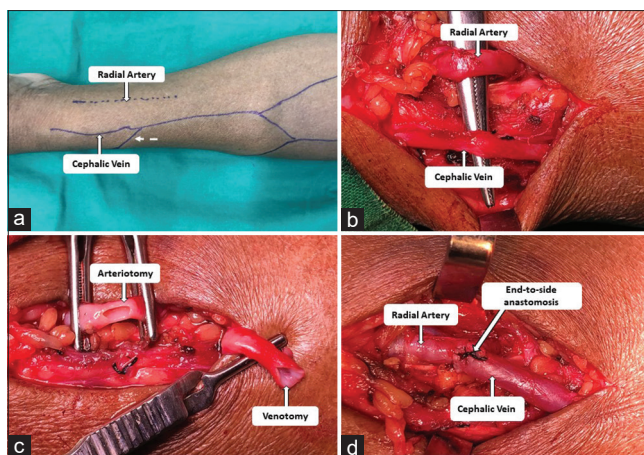 Radial Artery
Cephalic Vein
a
Radial Artery
Cephalic Vein
b
Arteriotomy
Venotomy
c
End-to-side
anastomosis
Radial Artery
Cephalic Vein
d